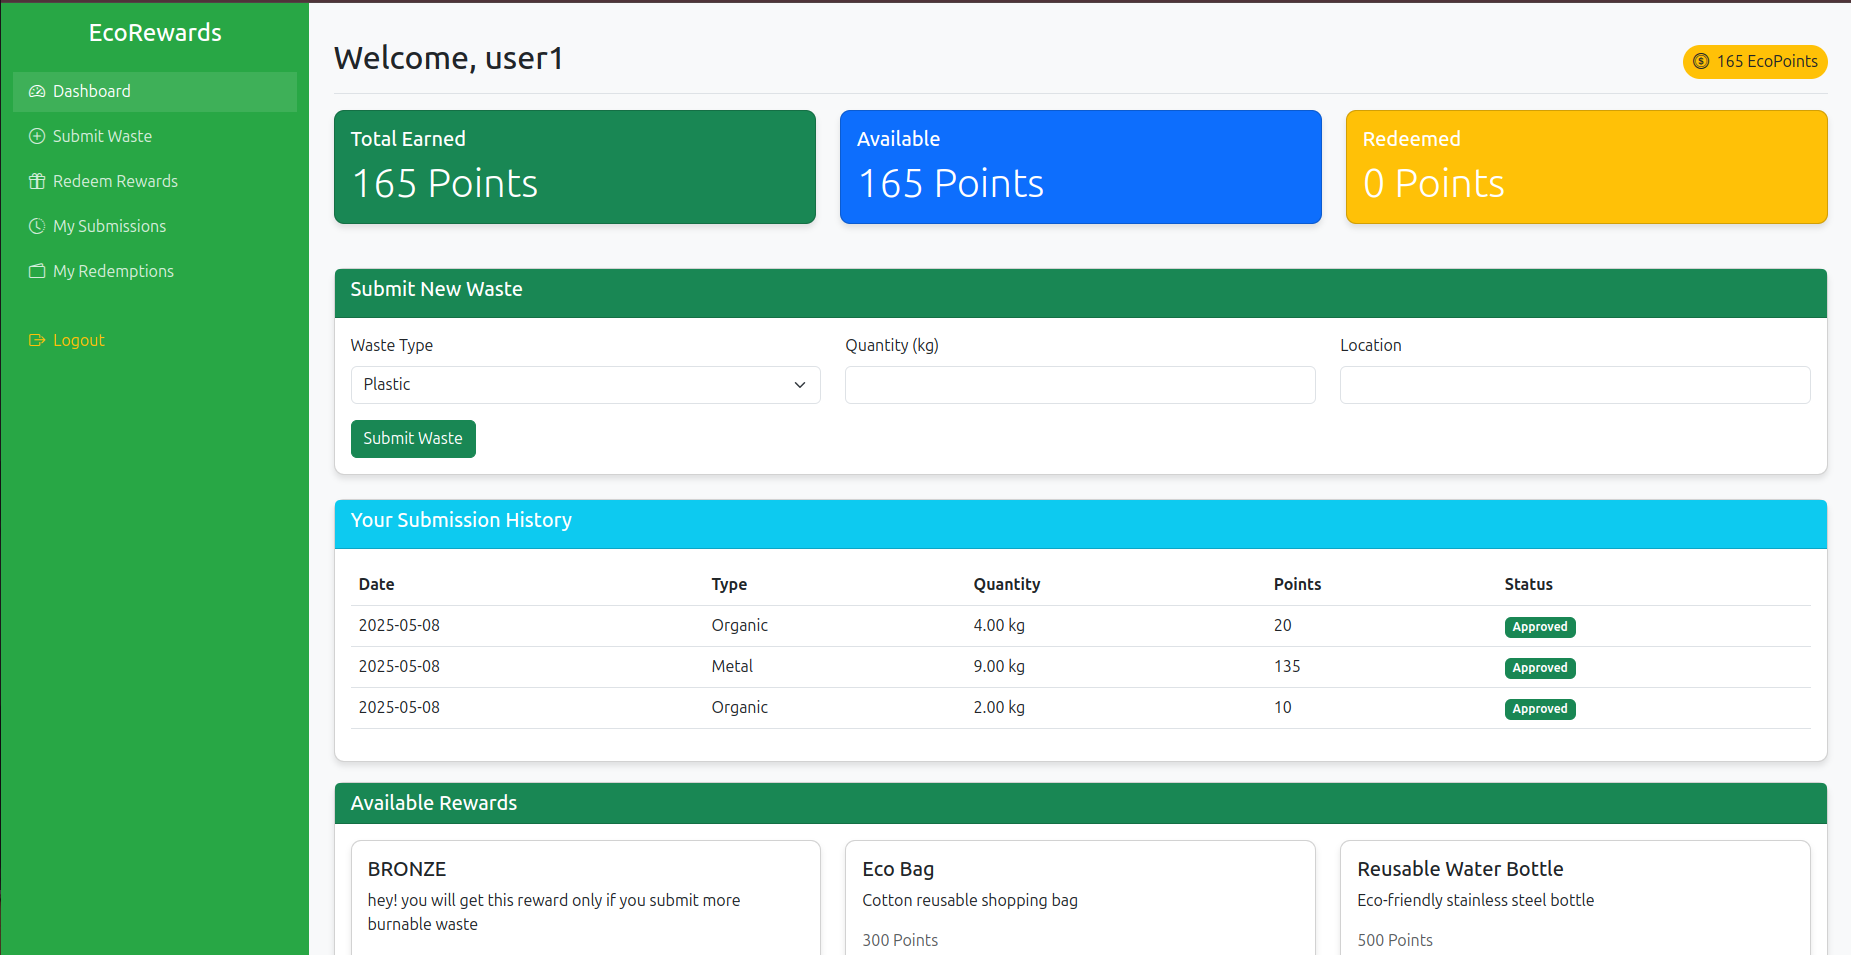 EcoRewards
Dashboard
Submit Waste
Redeem Rewards
My Submissions
My Redemptions
Logout
Welcome, user1
165 EcoPoints
Total Earned
165 Points
Available
165 Points
Redeemed
0 Points
Submit New Waste
Waste Type
Plastic
Quantity (kg)
Location
Submit Waste
Your Submission History
Date Type Quantity Points Status
2025-05-08 Organic 4.00 kg 20 Approved
2025-05-08 Metal 9.00 kg 135 Approved
2025-05-08 Organic 2.00 kg 10 Approved
Available Rewards
BRONZE
hey! you will get this reward only if you submit more
burnable waste
Eco Bag
Cotton reusable shopping bag
300 Points
Reusable Water Bottle
Eco-friendly stainless steel bottle
500 Points